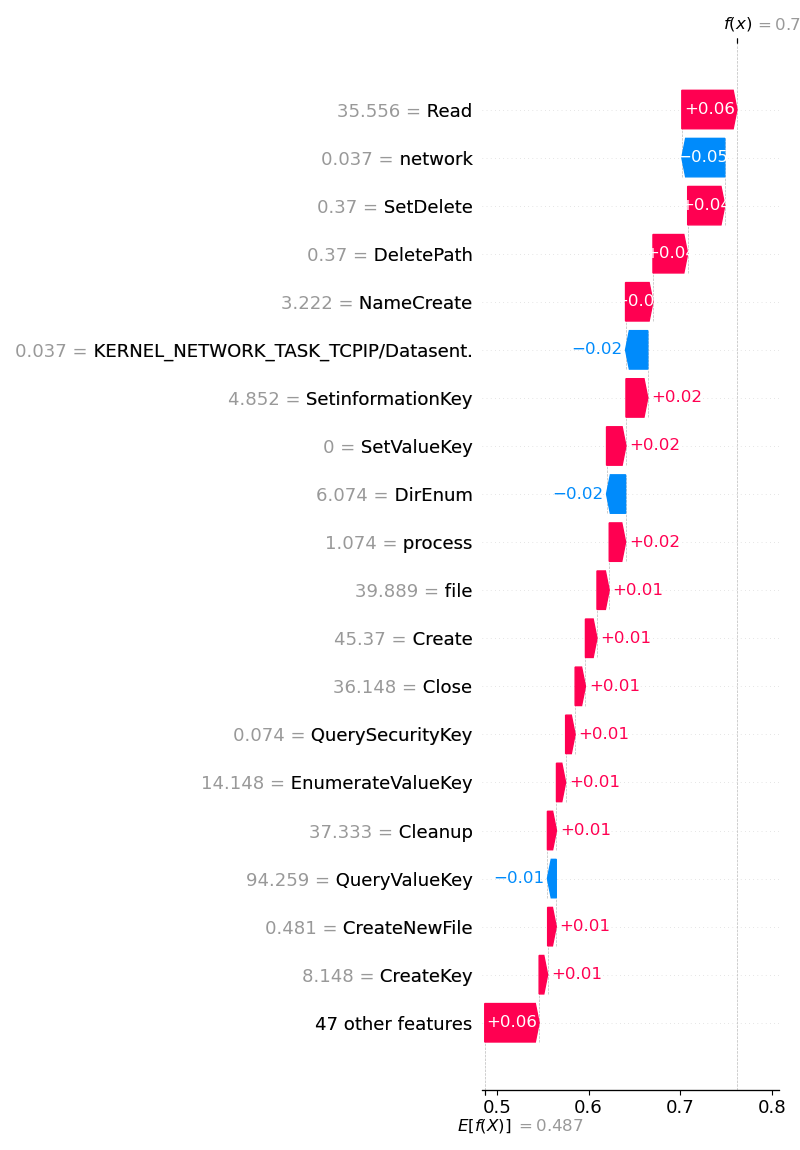 f(x) = 0.7
35.556 = Read +0.06
0.037 = network −0.05
0.37 = SetDelete +0.04
0.37 = DeletePath
3.222 = NameCreate
0.037 = KERNEL_NETWORK_TASK_TCPIP/Datasent. −0.02
4.852 = SetinformationKey +0.02
0 = SetValueKey +0.02
6.074 = DirEnum −0.02
1.074 = process +0.02
39.889 = file +0.01
45.37 = Create +0.01
36.148 = Close +0.01
0.074 = QuerySecurityKey +0.01
14.148 = EnumerateValueKey +0.01
37.333 = Cleanup +0.01
94.259 = QueryValueKey −0.01
0.481 = CreateNewFile +0.01
8.148 = CreateKey +0.01
47 other features +0.06
0.5 0.6 0.7 0.8
E[f(X)] = 0.487